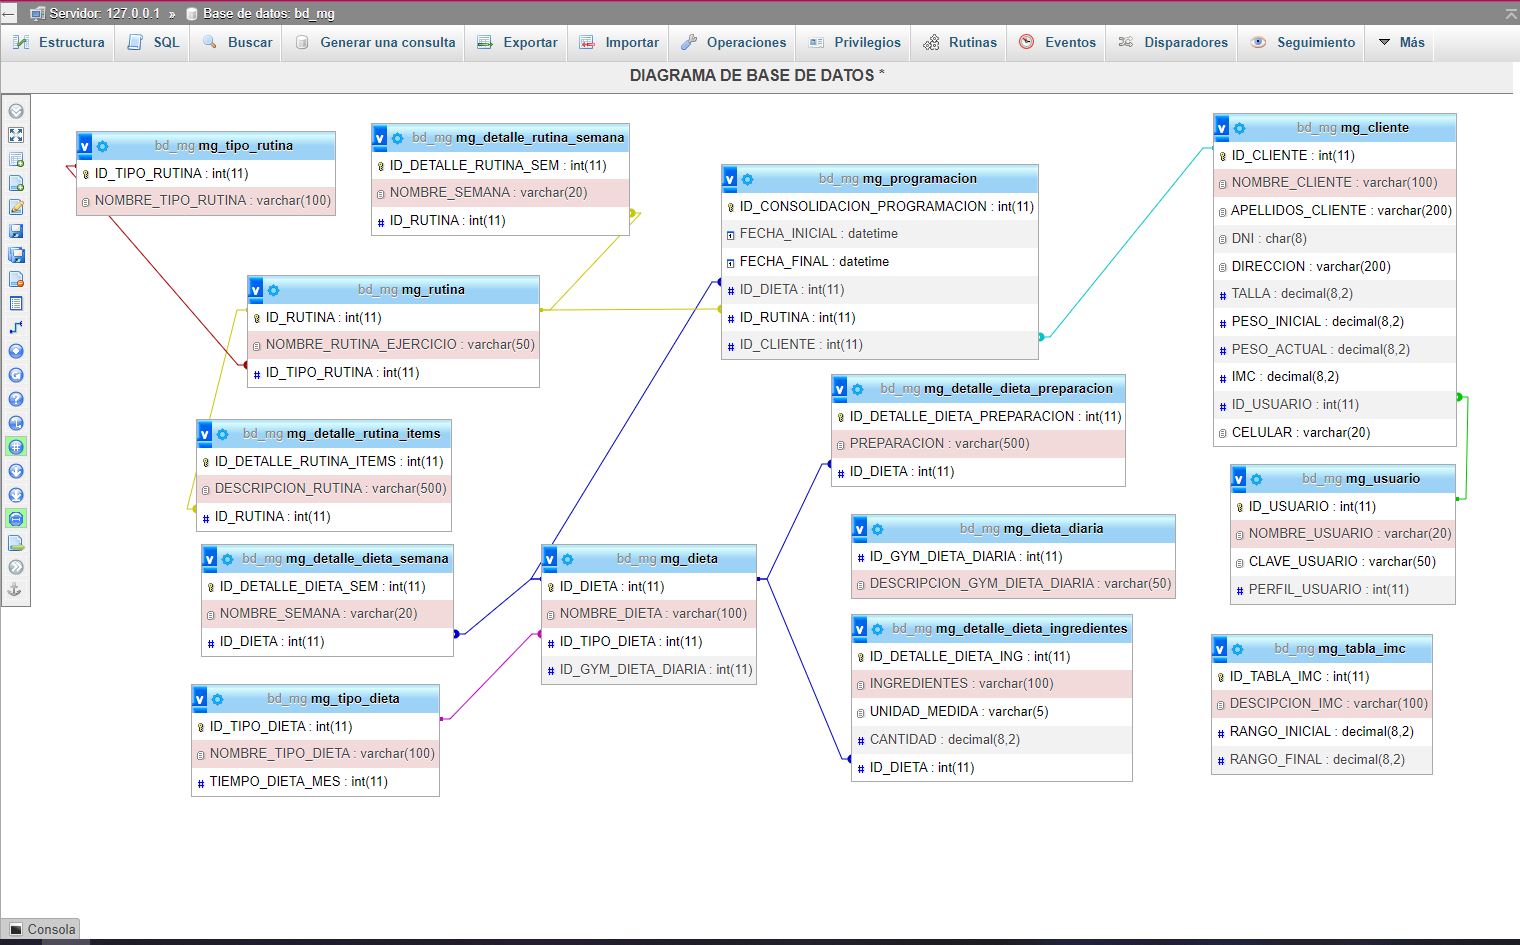 Servidor: 127.0.0.1 » Base de datos: bd_mg
Estructura SQL Buscar Generar una consulta Exportar Importar Operaciones Privilegios Rutinas Eventos Disparadores Seguimiento Más
DIAGRAMA DE BASE DE DATOS *
v bd_mg mg_tipo_rutina
ID_TIPO_RUTINA : int(11)
NOMBRE_TIPO_RUTINA : varchar(100)
v bd_mg mg_detalle_rutina_semana
ID_DETALLE_RUTINA_SEM : int(11)
NOMBRE_SEMANA : varchar(20)
# ID_RUTINA : int(11)
v bd_mg mg_programacion
ID_CONSOLIDACION_PROGRAMACION : int(11)
FECHA_INICIAL : datetime
FECHA_FINAL : datetime
# ID_DIETA : int(11)
# ID_RUTINA : int(11)
# ID_CLIENTE : int(11)
v bd_mg mg_cliente
ID_CLIENTE : int(11)
NOMBRE_CLIENTE : varchar(100)
APELLIDOS_CLIENTE : varchar(200)
DNI : char(8)
DIRECCION : varchar(200)
# TALLA : decimal(8,2)
# PESO_INICIAL : decimal(8,2)
# PESO_ACTUAL : decimal(8,2)
# IMC : decimal(8,2)
# ID_USUARIO : int(11)
CELULAR : varchar(20)
v bd_mg mg_rutina
ID_RUTINA : int(11)
NOMBRE_RUTINA_EJERCICIO : varchar(50)
# ID_TIPO_RUTINA : int(11)
v bd_mg mg_detalle_dieta_preparacion
ID_DETALLE_DIETA_PREPARACION : int(11)
PREPARACION : varchar(500)
# ID_DIETA : int(11)
v bd_mg mg_detalle_rutina_items
ID_DETALLE_RUTINA_ITEMS : int(11)
DESCRIPCION_RUTINA : varchar(500)
# ID_RUTINA : int(11)
v bd_mg mg_usuario
ID_USUARIO : int(11)
NOMBRE_USUARIO : varchar(20)
CLAVE_USUARIO : varchar(50)
# PERFIL_USUARIO : int(11)
v bd_mg mg_dieta_diaria
# ID_GYM_DIETA_DIARIA : int(11)
DESCRIPCION_GYM_DIETA_DIARIA : varchar(50)
v bd_mg mg_detalle_dieta_semana
ID_DETALLE_DIETA_SEM : int(11)
NOMBRE_SEMANA : varchar(20)
# ID_DIETA : int(11)
v bd_mg mg_dieta
ID_DIETA : int(11)
NOMBRE_DIETA : varchar(100)
# ID_TIPO_DIETA : int(11)
# ID_GYM_DIETA_DIARIA : int(11)
v bd_mg mg_detalle_dieta_ingredientes
ID_DETALLE_DIETA_ING : int(11)
INGREDIENTES : varchar(100)
UNIDAD_MEDIDA : varchar(5)
# CANTIDAD : decimal(8,2)
# ID_DIETA : int(11)
v bd_mg mg_tabla_imc
ID_TABLA_IMC : int(11)
DESCIPCION_IMC : varchar(100)
# RANGO_INICIAL : decimal(8,2)
# RANGO_FINAL : decimal(8,2)
v bd_mg mg_tipo_dieta
ID_TIPO_DIETA : int(11)
NOMBRE_TIPO_DIETA : varchar(100)
# TIEMPO_DIETA_MES : int(11)
Consola